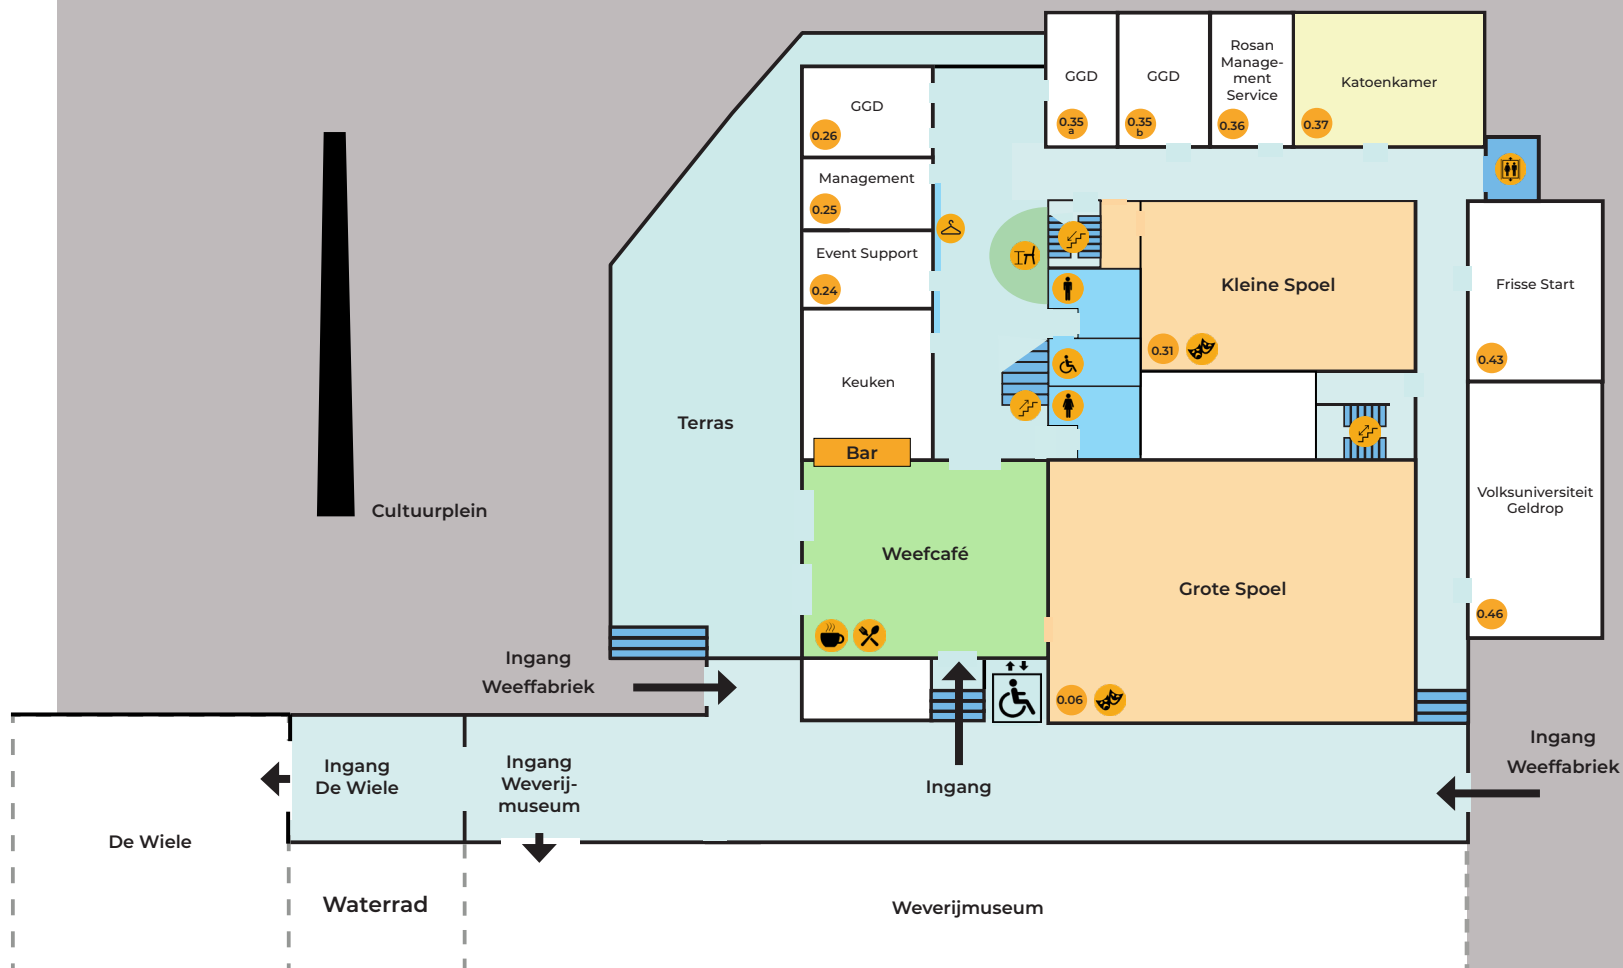 GGD
0.26
Management
0.25
Event Support
0.24
Keuken
Bar
GGD
0.35
a
GGD
0.35
b
Rosan
Manage-
ment
Service
0.36
Katoenkamer
0.37
Kleine Spoel
0.31
Frisse Start
0.43
Terras
Cultuurplein
Weefcafé
Grote Spoel
0.06
Volksuniversiteit
Geldrop
0.46
Ingang
Weeffabriek
Ingang
De Wiele
Ingang
Weverij-
museum
Ingang
Ingang
Weeffabriek
De Wiele
Waterrad
Weverijmuseum